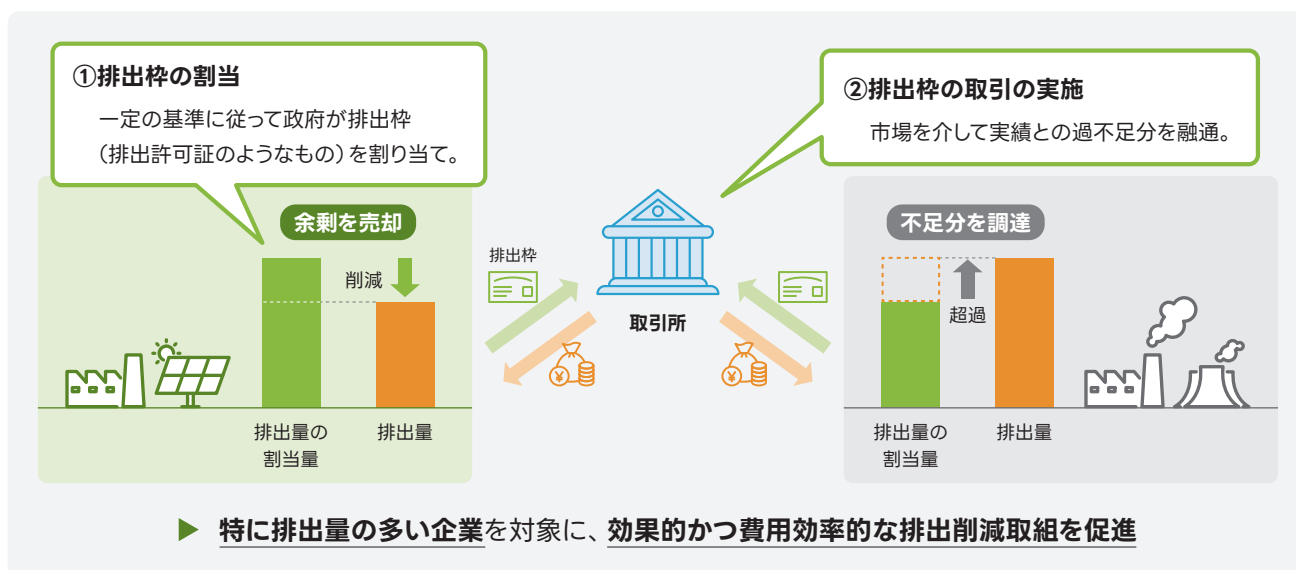 ①排出枠の割当
一定の基準に従って政府が排出枠
（排出許可証のようなもの）を割り当て。
②排出枠の取引の実施
市場を介して実績との過不足分を融通。
余剰を売却
削減
排出量の
割当量
排出量
排出枠
¥
取引所
¥
不足分を調達
超過
排出量の
割当量
排出量
▶ 特に排出量の多い企業を対象に、効果的かつ費用効率的な排出削減取組を促進